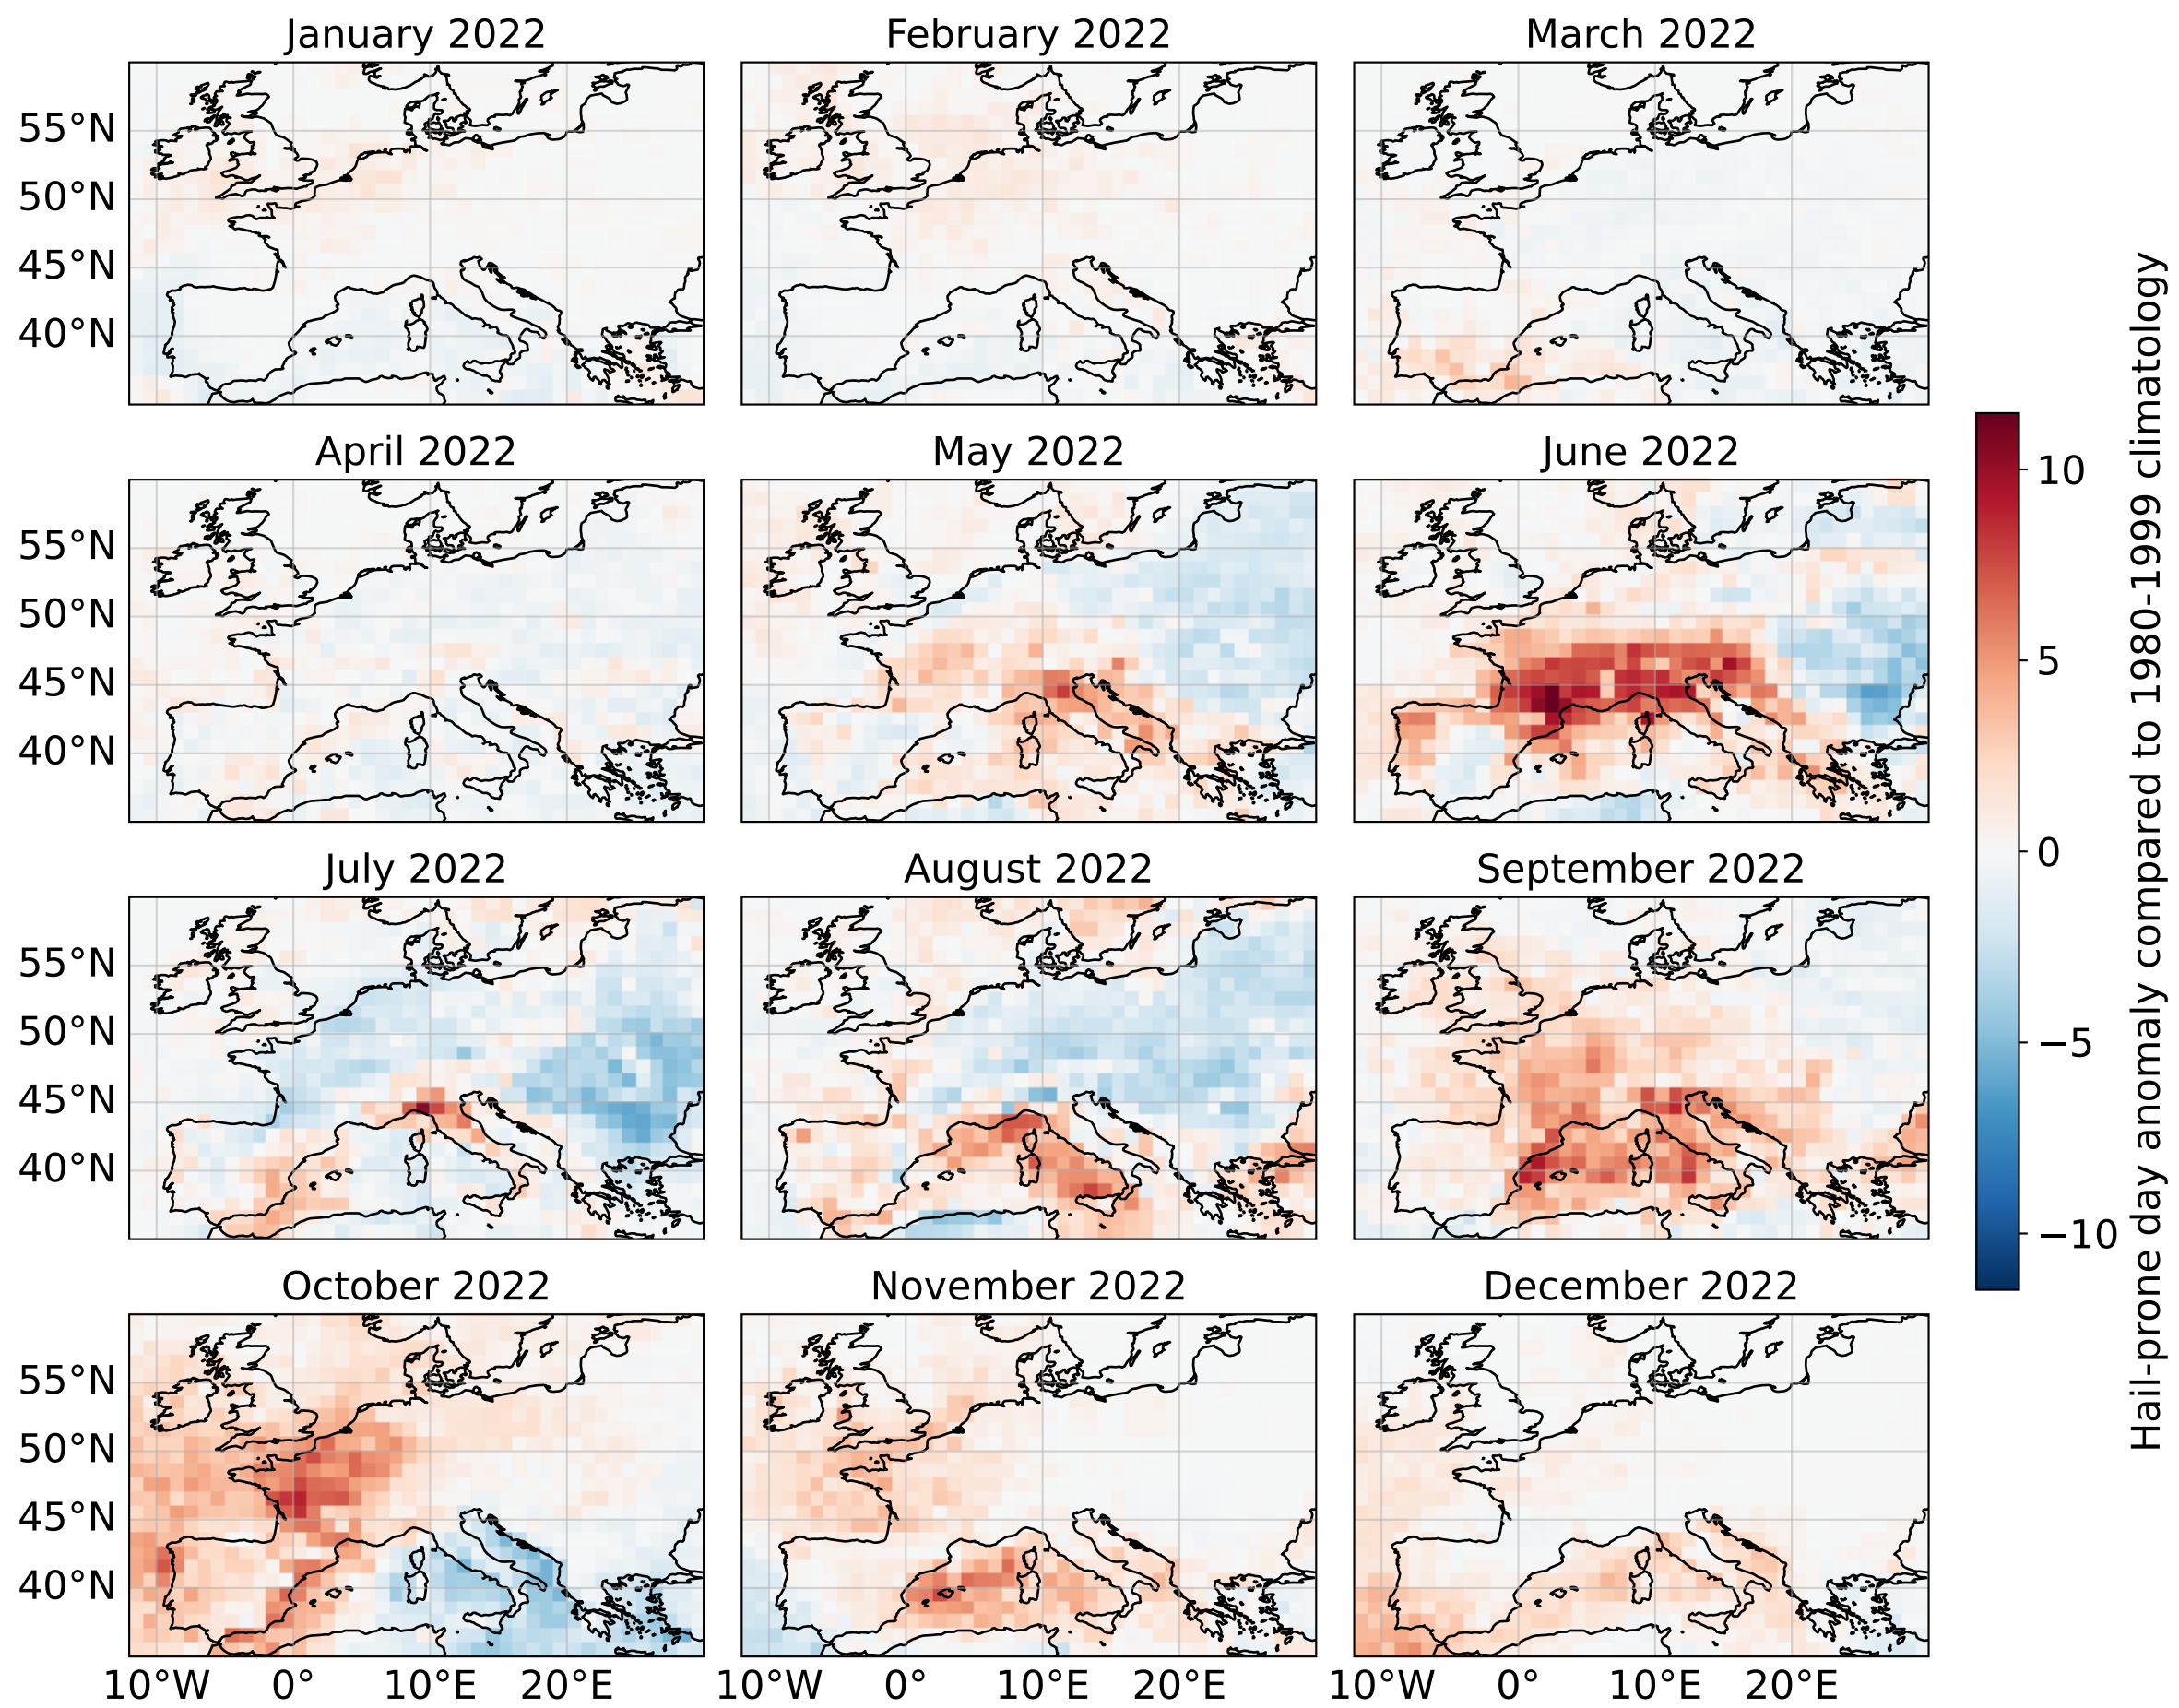 January 2022
February 2022
March 2022
55°N
50°N
45°N
40°N
April 2022
May 2022
June 2022
55°N
50°N
45°N
40°N
July 2022
August 2022
September 2022
55°N
50°N
45°N
40°N
October 2022
November 2022
December 2022
55°N
50°N
45°N
40°N
10°W 0° 10°E 20°E
10°W 0° 10°E 20°E
10°W 0° 10°E 20°E
10
5
0
−5
−10
Hail-prone day anomaly compared to 1980-1999 climatology